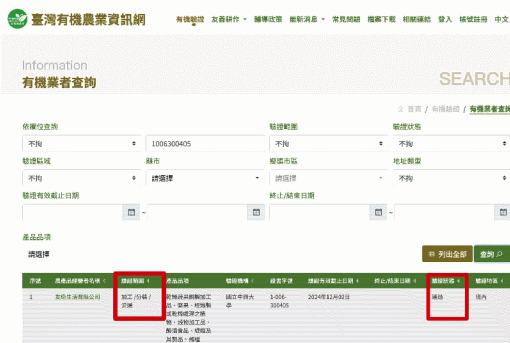 臺灣有機農業資訊網
有機驗證 友善耕作 輔導政策 最新消息 常見問題 檔案下載 相關連結 登入 帳號註冊 中文
Information
有機業者查詢
SEARCH
首頁 / 有機驗證 / 有機業者查詢
依欄位查詢 驗證範圍 驗證狀態
不拘 1006300405 不拘 不拘
驗證區域 縣市 鄉鎮市區 地址類型
不拘 請選擇 請選擇 不拘
驗證有效截止日期 終止/結束日期
~ ~
產品品項
請選擇
列出全部 查詢
序號 農產品經營者名稱 驗證範圍 產品品項 驗證機構 證書字號 驗證有效截止日期 終止/結束日期 驗證狀態 驗證地區
1 有限公司 加工 / 分裝 / 流通 國立中興大學 1-006-300405 2024年12月02日 通過 國內